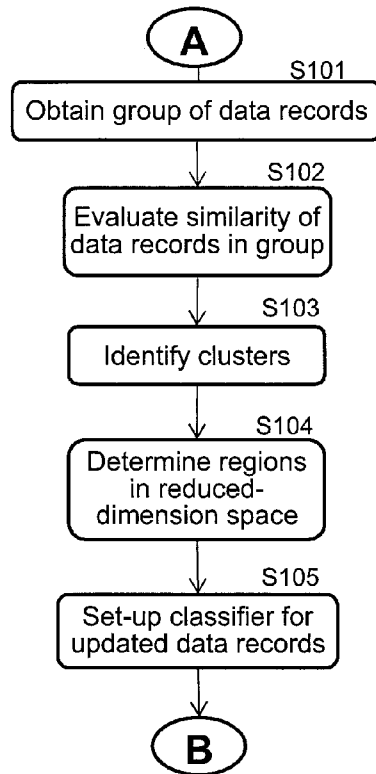 A
S101
Obtain group of data records
S102
Evaluate similarity of
data records in group
S103
Identify clusters
S104
Determine regions
in reduced-
dimension space
S105
Set-up classifier for
updated data records
B